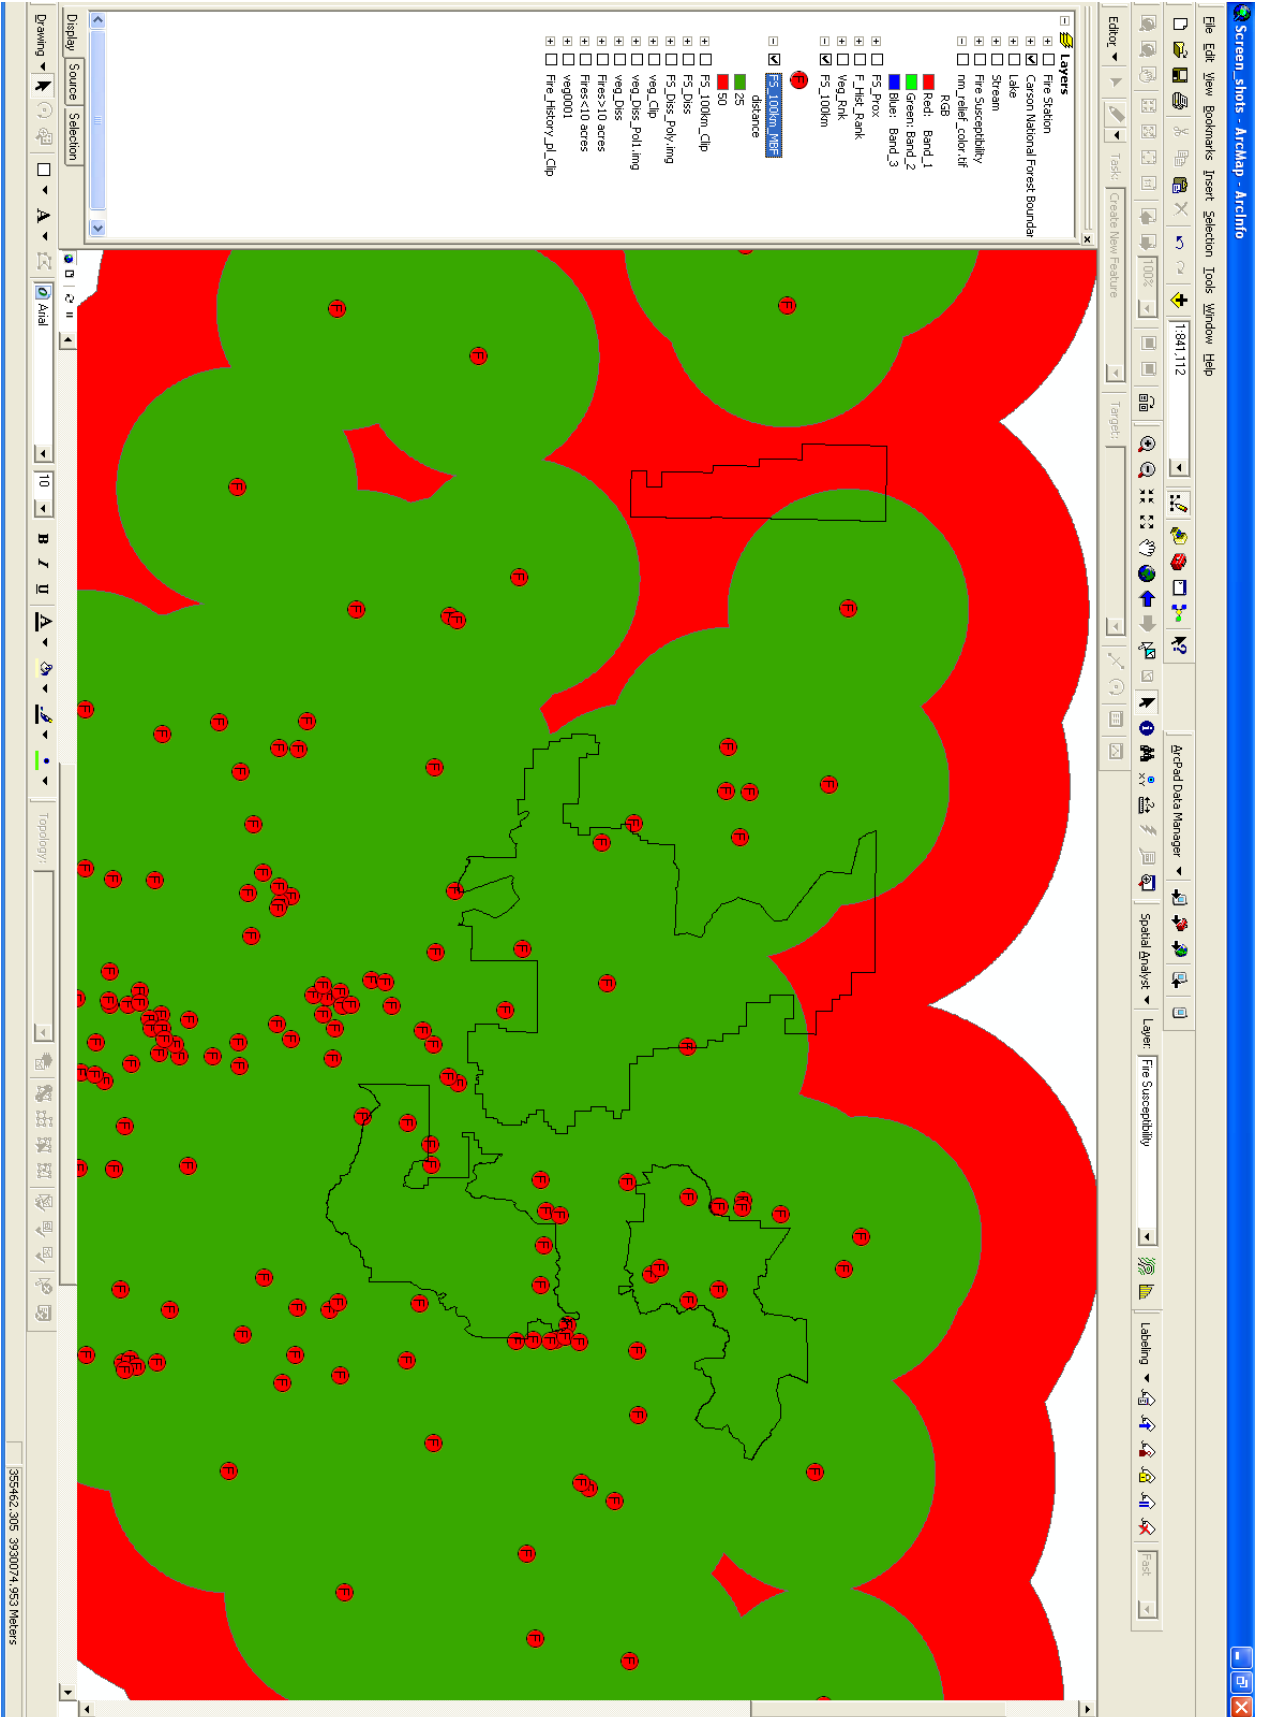 Screen_shots - ArcMap - ArcInfo
File Edit View Bookmarks Insert Selection Tools Window Help
1:841,112
ArcPad Data Manager
100%
Spatial Analyst Layer: Fire Susceptibility
Labeling Fast
Editor Task: Create New Feature Target:
Layers
Fire Station
Carson National Forest Boundar
Lake
Stream
Fire Susceptibility
nm_relief_color.tif
RGB
Red: Band_1
Green: Band_2
Blue: Band_3
FS_Prox
F_Hist_Rank
Veg_Rnk
FS_100km
F
FS_100km_MBF
distance
25
50
FS_100km_Clip
FS_Diss
FS_Diss_Poly.img
veg_Clip
veg_Diss_Pol1.img
veg_Diss
Fires>10 acres
Fires<10 acres
veg0001
Fire_History_pl_Clip
Display Source Selection
Drawing A Arial 10 B I U A
Topology:
355462.305 3930074.953 Meters